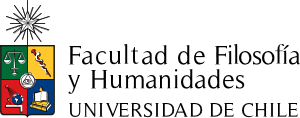 Facultad de Filosofía
y Humanidades
UNIVERSIDAD DE CHILE